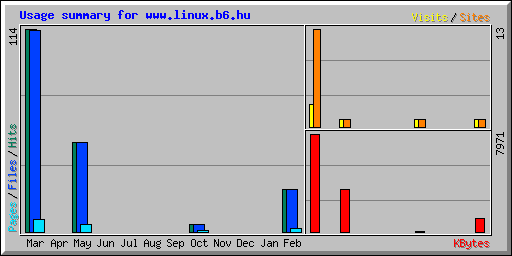 Usage summary for www.linux.b6.hu
Visits / Sites
114
13
7971
Pages / Files / Hits
Mar Apr May Jun Jul Aug Sep Oct Nov Dec Jan Feb
KBytes